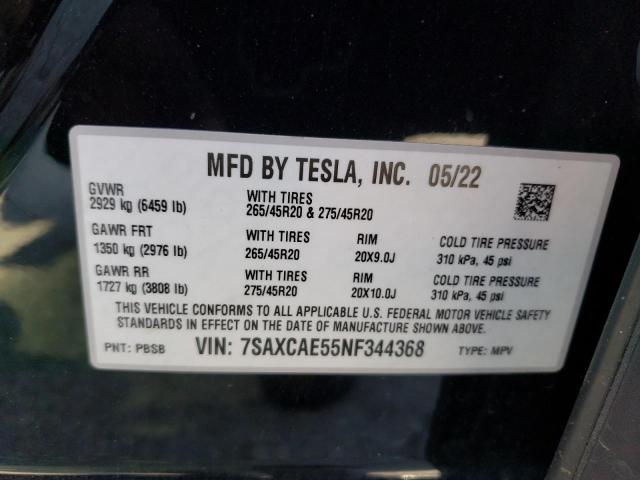 MFD BY TESLA, INC. 05/22
GVWR
2929 kg (6459 lb)
WITH TIRES
265/45R20 & 275/45R20
GAWR FRT
1350 kg (2976 lb)
WITH TIRES
265/45R20
RIM
20X9.0J
COLD TIRE PRESSURE
310 kPa, 45 psi
GAWR RR
1727 kg (3808 lb)
WITH TIRES
275/45R20
RIM
20X10.0J
COLD TIRE PRESSURE
310 kPa, 45 psi
THIS VEHICLE CONFORMS TO ALL APPLICABLE U.S. FEDERAL MOTOR VEHICLE SAFETY
STANDARDS IN EFFECT ON THE DATE OF MANUFACTURE SHOWN ABOVE.
PNT: PBSB VIN: 7SAXCAE55NF344368 TYPE: MPV